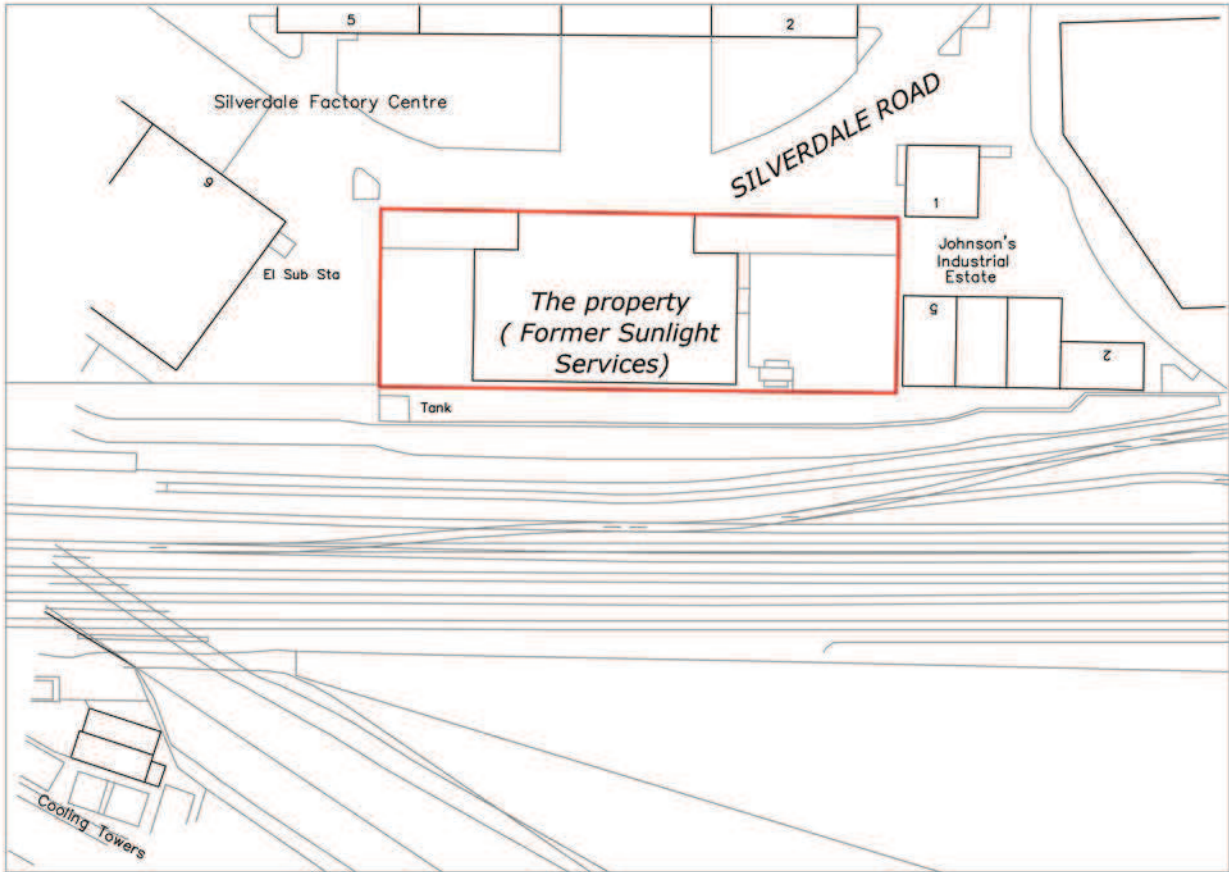 5
2
Silverdale Factory Centre
SILVERDALE ROAD
9
1
El Sub Sta
Johnson's
Industrial
Estate
The property
( Former Sunlight
Services)
5
2
Tank
Cooling Towers